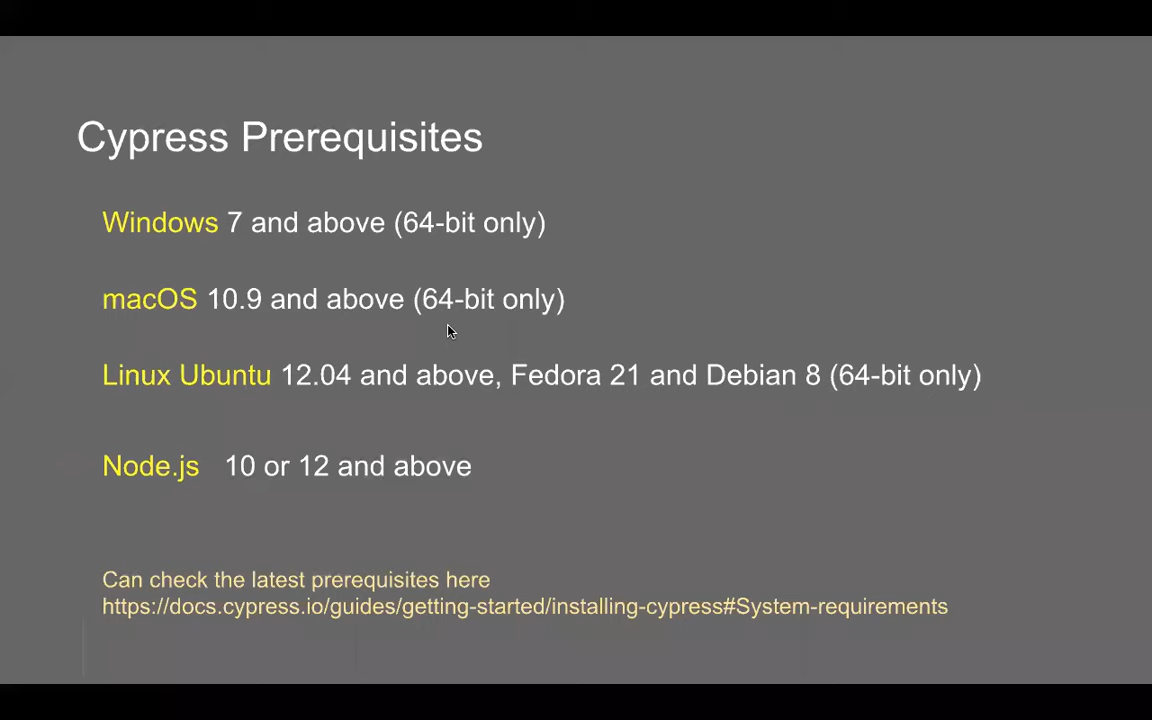 Cypress Prerequisites
Windows 7 and above (64-bit only)
macOS 10.9 and above (64-bit only)
Linux Ubuntu 12.04 and above, Fedora 21 and Debian 8 (64-bit only)
Node.js 10 or 12 and above
Can check the latest prerequisites here
https://docs.cypress.io/guides/getting-started/installing-cypress#System-requirements